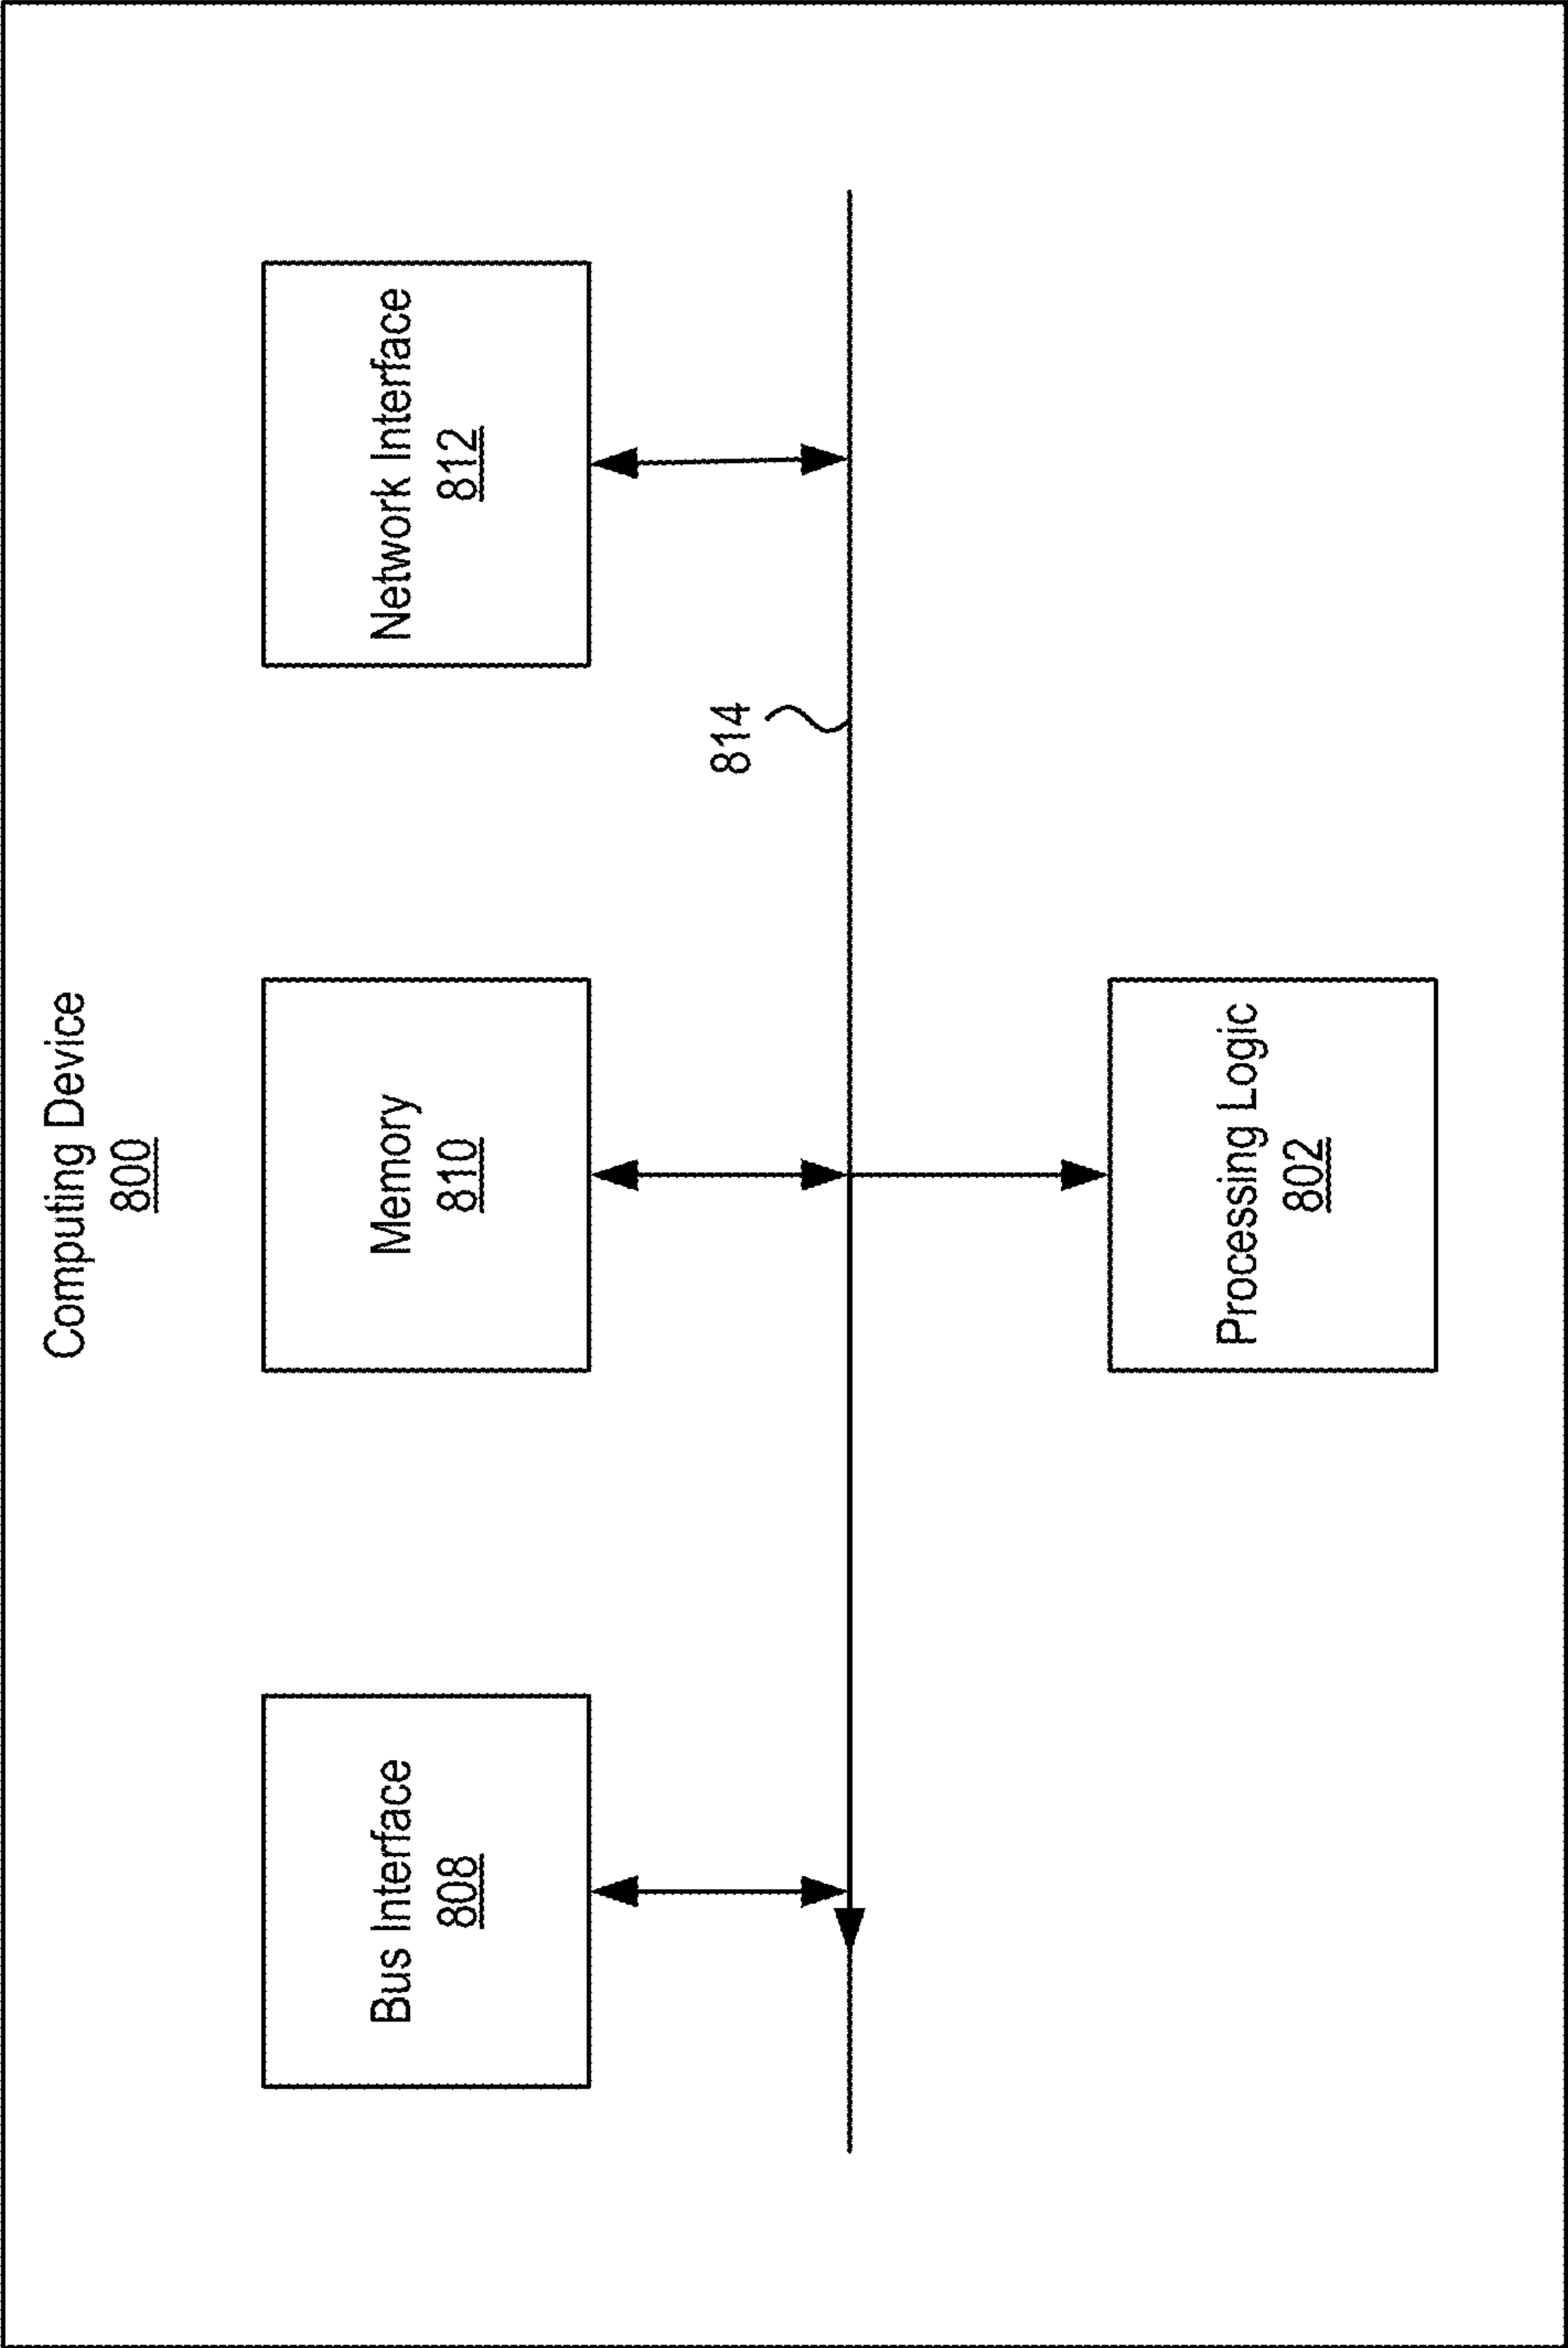 Computing Device
800
Bus Interface
808
Memory
810
Network Interface
812
814
Processing Logic
802